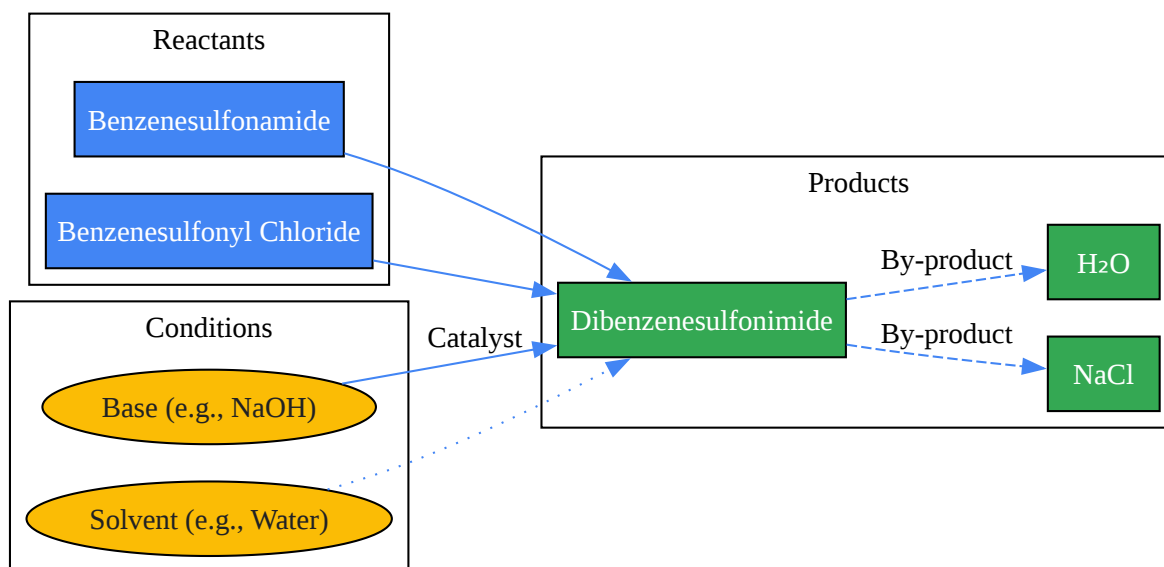 Reactants
Benzenesulfonamide
Benzenesulfonyl Chloride
Conditions
Base (e.g., NaOH)
Solvent (e.g., Water)
Catalyst
Products
Dibenzenesulfonimide
By-product
H₂O
By-product
NaCl